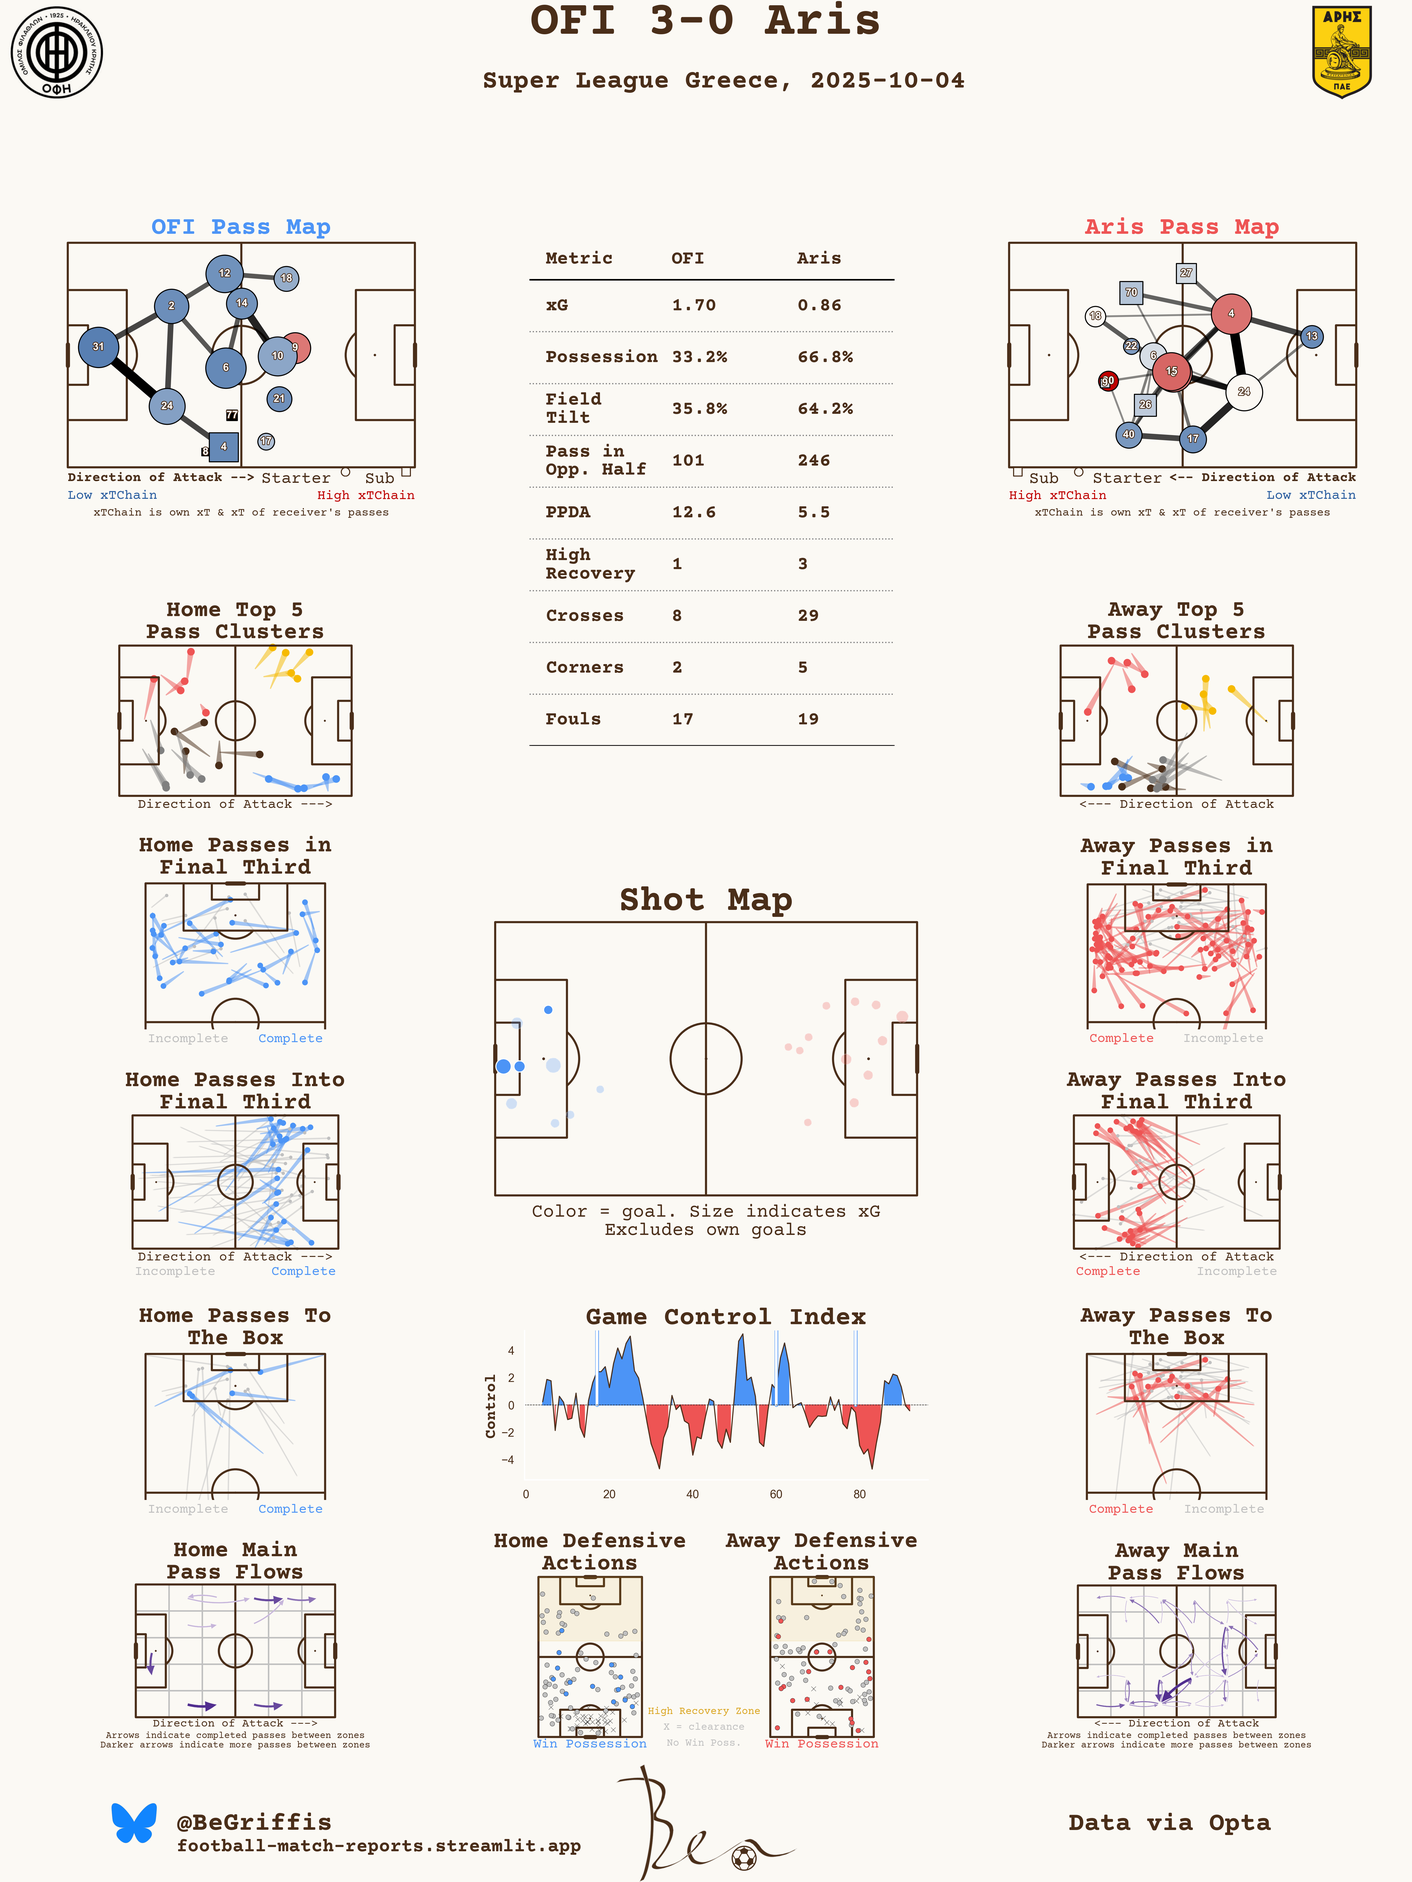 OFI 3-0 Aris
Super League Greece, 2025-10-04
ΟΜΙΛΟΣ ΦΙΛΑΘΛΩΝ • 1925 • ΗΡΑΚΛΕΙΟΥ ΚΡΗΤΗΣ
ΟΦΗ
ΑΡΗΣ
ΠΑΕ
OFI Pass Map
12
18
2
14
31
9
10
6
24
21
77
4
8
17
Direction of Attack --> Starter Sub
Low xTChain High xTChain
xTChain is own xT & xT of receiver's passes
Metric OFI Aris
xG 1.70 0.86
Possession 33.2% 66.8%
Field
Tilt 35.8% 64.2%
Pass in
Opp. Half 101 246
PPDA 12.6 5.5
High
Recovery 1 3
Crosses 8 29
Corners 2 5
Fouls 17 19
Aris Pass Map
27
70
18
4
13
22
6
15
24
26
40
17
Sub Starter <-- Direction of Attack
High xTChain Low xTChain
xTChain is own xT & xT of receiver's passes
Home Top 5
Pass Clusters
Direction of Attack --->
Away Top 5
Pass Clusters
<--- Direction of Attack
Home Passes in
Final Third
Incomplete Complete
Away Passes in
Final Third
Complete Incomplete
Shot Map
Color = goal. Size indicates xG
Excludes own goals
Home Passes Into
Final Third
Direction of Attack --->
Incomplete Complete
Away Passes Into
Final Third
<--- Direction of Attack
Complete Incomplete
Home Passes To
The Box
Incomplete Complete
Game Control Index
Control
4
2
0
−2
−4
0 20 40 60 80
Away Passes To
The Box
Complete Incomplete
Home Main
Pass Flows
Direction of Attack --->
Arrows indicate completed passes between zones
Darker arrows indicate more passes between zones
Home Defensive
Actions
Win Possession
Away Defensive
Actions
Win Possession
High Recovery Zone
X = clearance
No Win Poss.
Away Main
Pass Flows
<--- Direction of Attack
Arrows indicate completed passes between zones
Darker arrows indicate more passes between zones
@BeGriffis
football-match-reports.streamlit.app
Ben
Data via Opta